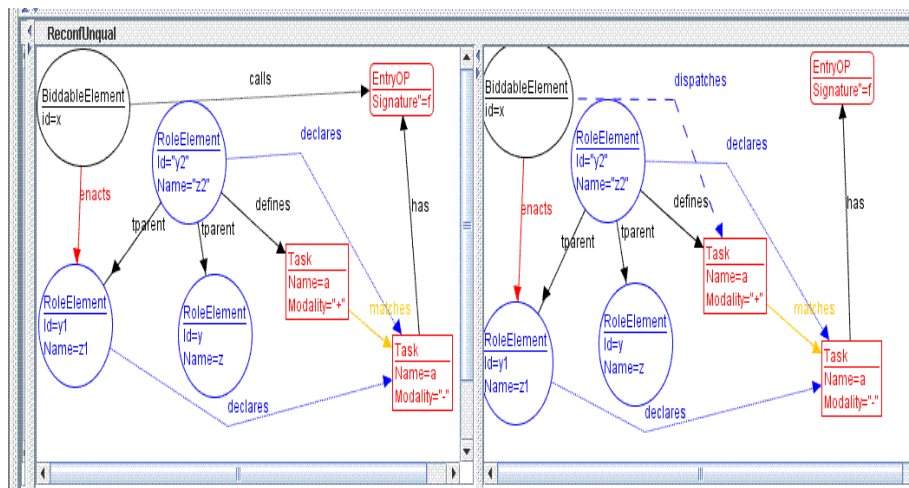 ReconfUnqual
calls
BiddableElement
id=x
EntryOP
Signature"=f
declares
RoleElement
Id="y2"
Name="z2"
enacts
tparent
tparent
defines
has
Task
Name=a
Modality="+"
RoleElement
Id=y1
Name=z1
RoleElement
Id=y
Name=z
matches
Task
Name=a
Modality="-"
declares
BiddableElement
id=x
dispatches
EntryOP
Signature"=f
declares
RoleElement
Id="y2"
Name="z2"
enacts
tparent
tparent
defines
has
Task
Name=a
Modality="+"
RoleElement
Id=y1
Name=z1
RoleElement
Id=y
Name=z
matches
Task
Name=a
Modality="-"
declares